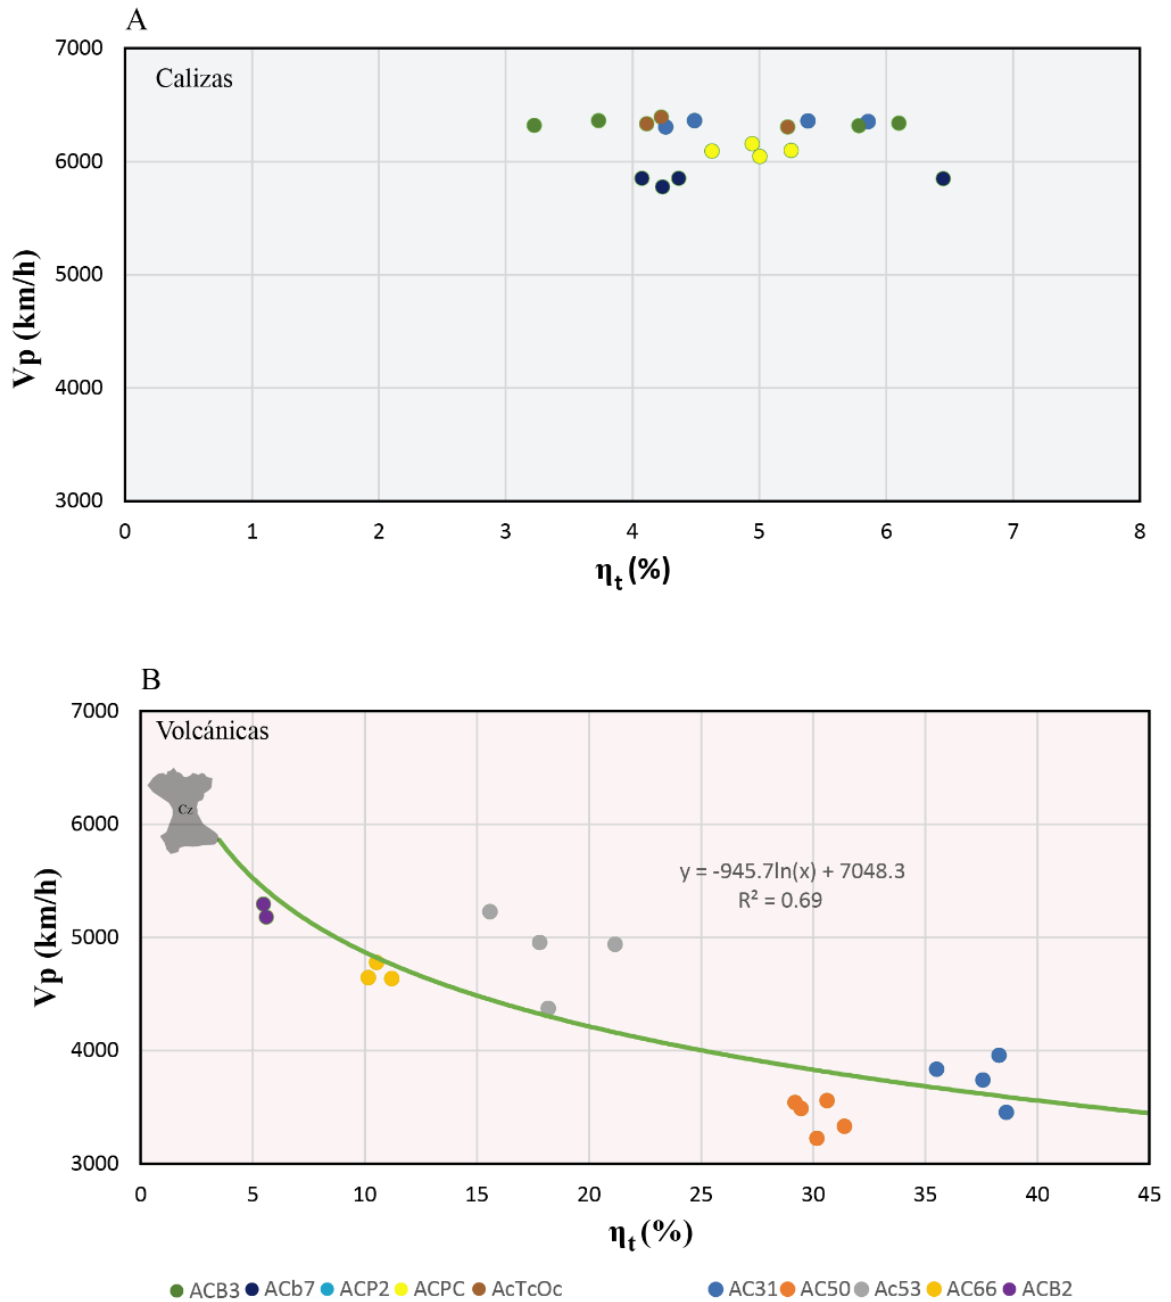 A
Calizas
7000
6000
5000
4000
3000
Vp (km/h)
0 1 2 3 4 5 6 7 8
ηt (%)
B
Volcánicas
7000
6000
5000
4000
3000
Vp (km/h)
Cz
y = -945.7ln(x) + 7048.3
R² = 0.69
0 5 10 15 20 25 30 35 40 45
ηt (%)
ACB3 ACb7 ACP2 ACPC AcTcOc AC31 AC50 Ac53 AC66 ACB2